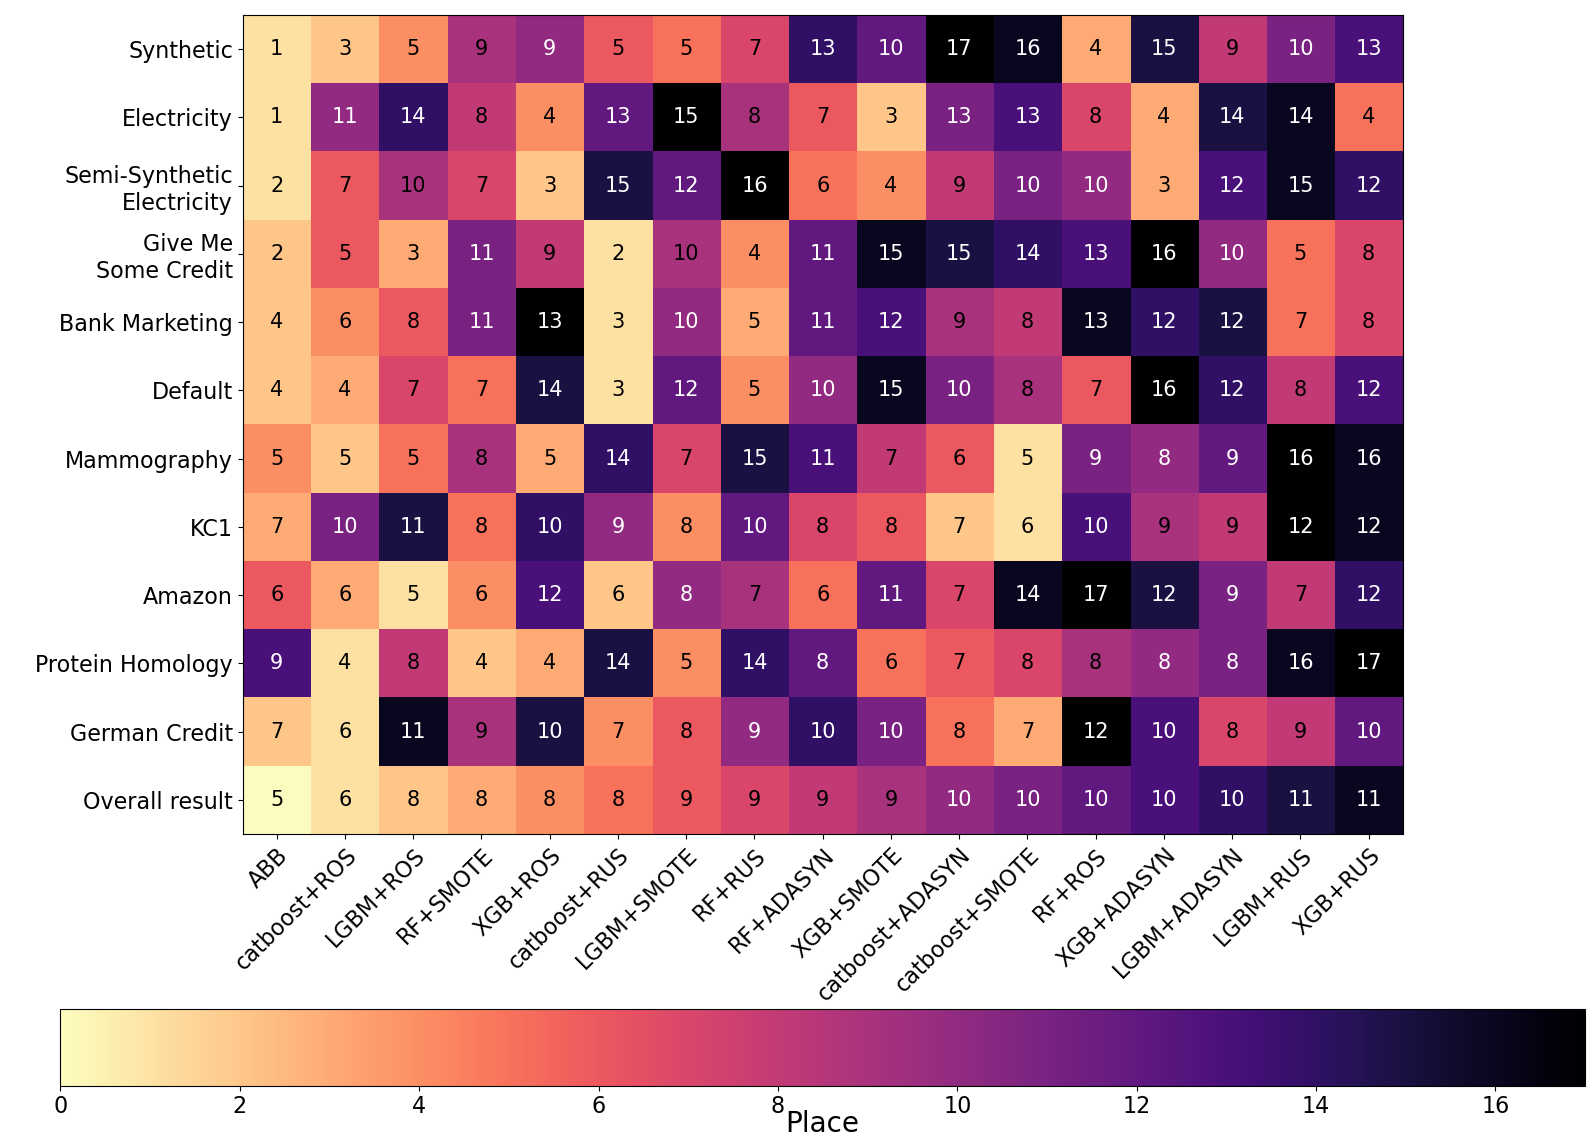 Synthetic 1 3 5 9 9 5 5 7 13 10 17 16 4 15 9 10 13
Electricity 1 11 14 8 4 13 15 8 7 3 13 13 8 4 14 14 4
Semi-Synthetic
Electricity 2 7 10 7 3 15 12 16 6 4 9 10 10 3 12 15 12
Give Me
Some Credit 2 5 3 11 9 2 10 4 11 15 15 14 13 16 10 5 8
Bank Marketing 4 6 8 11 13 3 10 5 11 12 9 8 13 12 12 7 8
Default 4 4 7 7 14 3 12 5 10 15 10 8 7 16 12 8 12
Mammography 5 5 5 8 5 14 7 15 11 7 6 5 9 8 9 16 16
KC1 7 10 11 8 10 9 8 10 8 8 7 6 10 9 9 12 12
Amazon 6 6 5 6 12 6 8 7 6 11 7 14 17 12 9 7 12
Protein Homology 9 4 8 4 4 14 5 14 8 6 7 8 8 8 8 16 17
German Credit 7 6 11 9 10 7 8 9 10 10 8 7 12 10 8 9 10
Overall result 5 6 8 8 8 8 9 9 9 9 10 10 10 10 10 11 11
ABB
catboost+ROS
LGBM+ROS
RF+SMOTE
XGB+ROS
catboost+RUS
LGBM+SMOTE
RF+RUS
RF+ADASYN
XGB+SMOTE
catboost+ADASYN
catboost+SMOTE
RF+ROS
XGB+ADASYN
LGBM+ADASYN
LGBM+RUS
XGB+RUS
0 2 4 6 8 10 12 14 16
Place